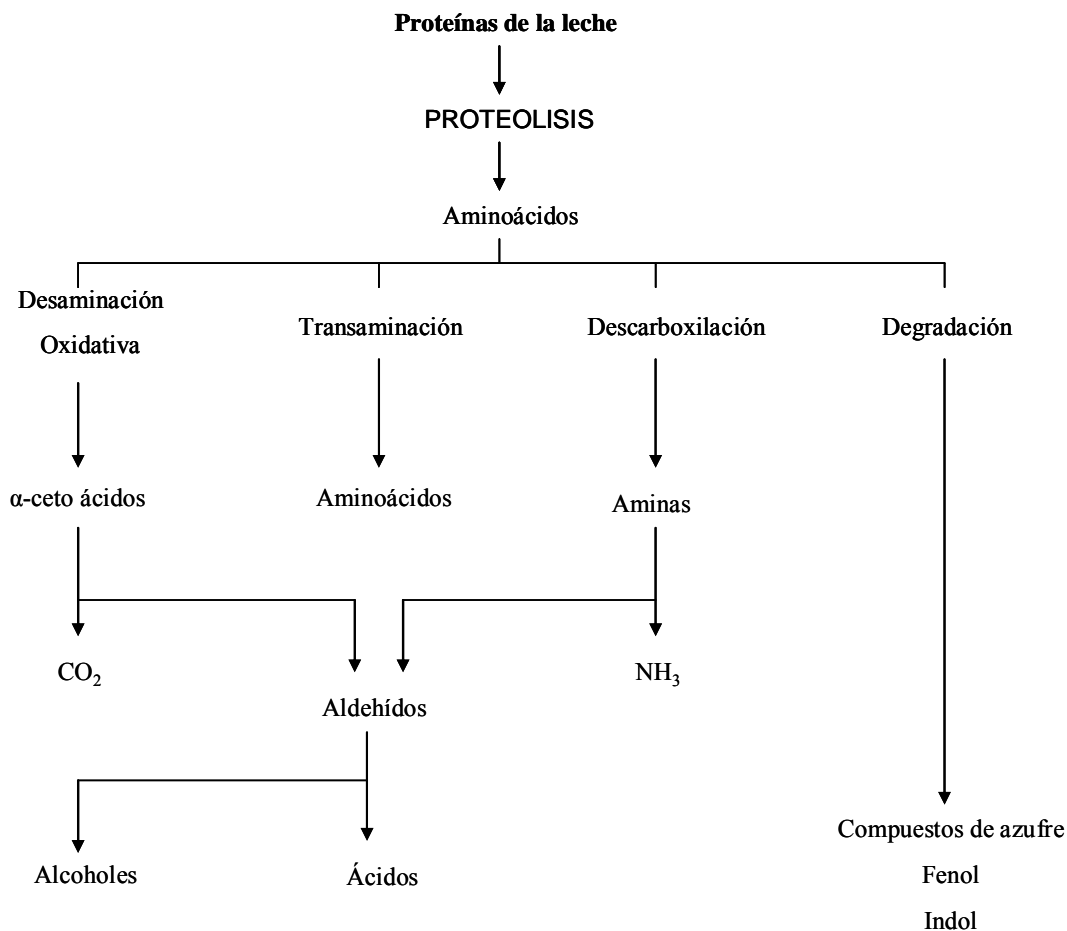 Proteínas de la leche
PROTEOLISIS
Aminoácidos
Desaminación
Oxidativa
Transaminación
Descarboxilación
Degradación
α-ceto ácidos
Aminoácidos
Aminas
CO₂
NH₃
Aldehídos
Alcoholes
Ácidos
Compuestos de azufre
Fenol
Indol